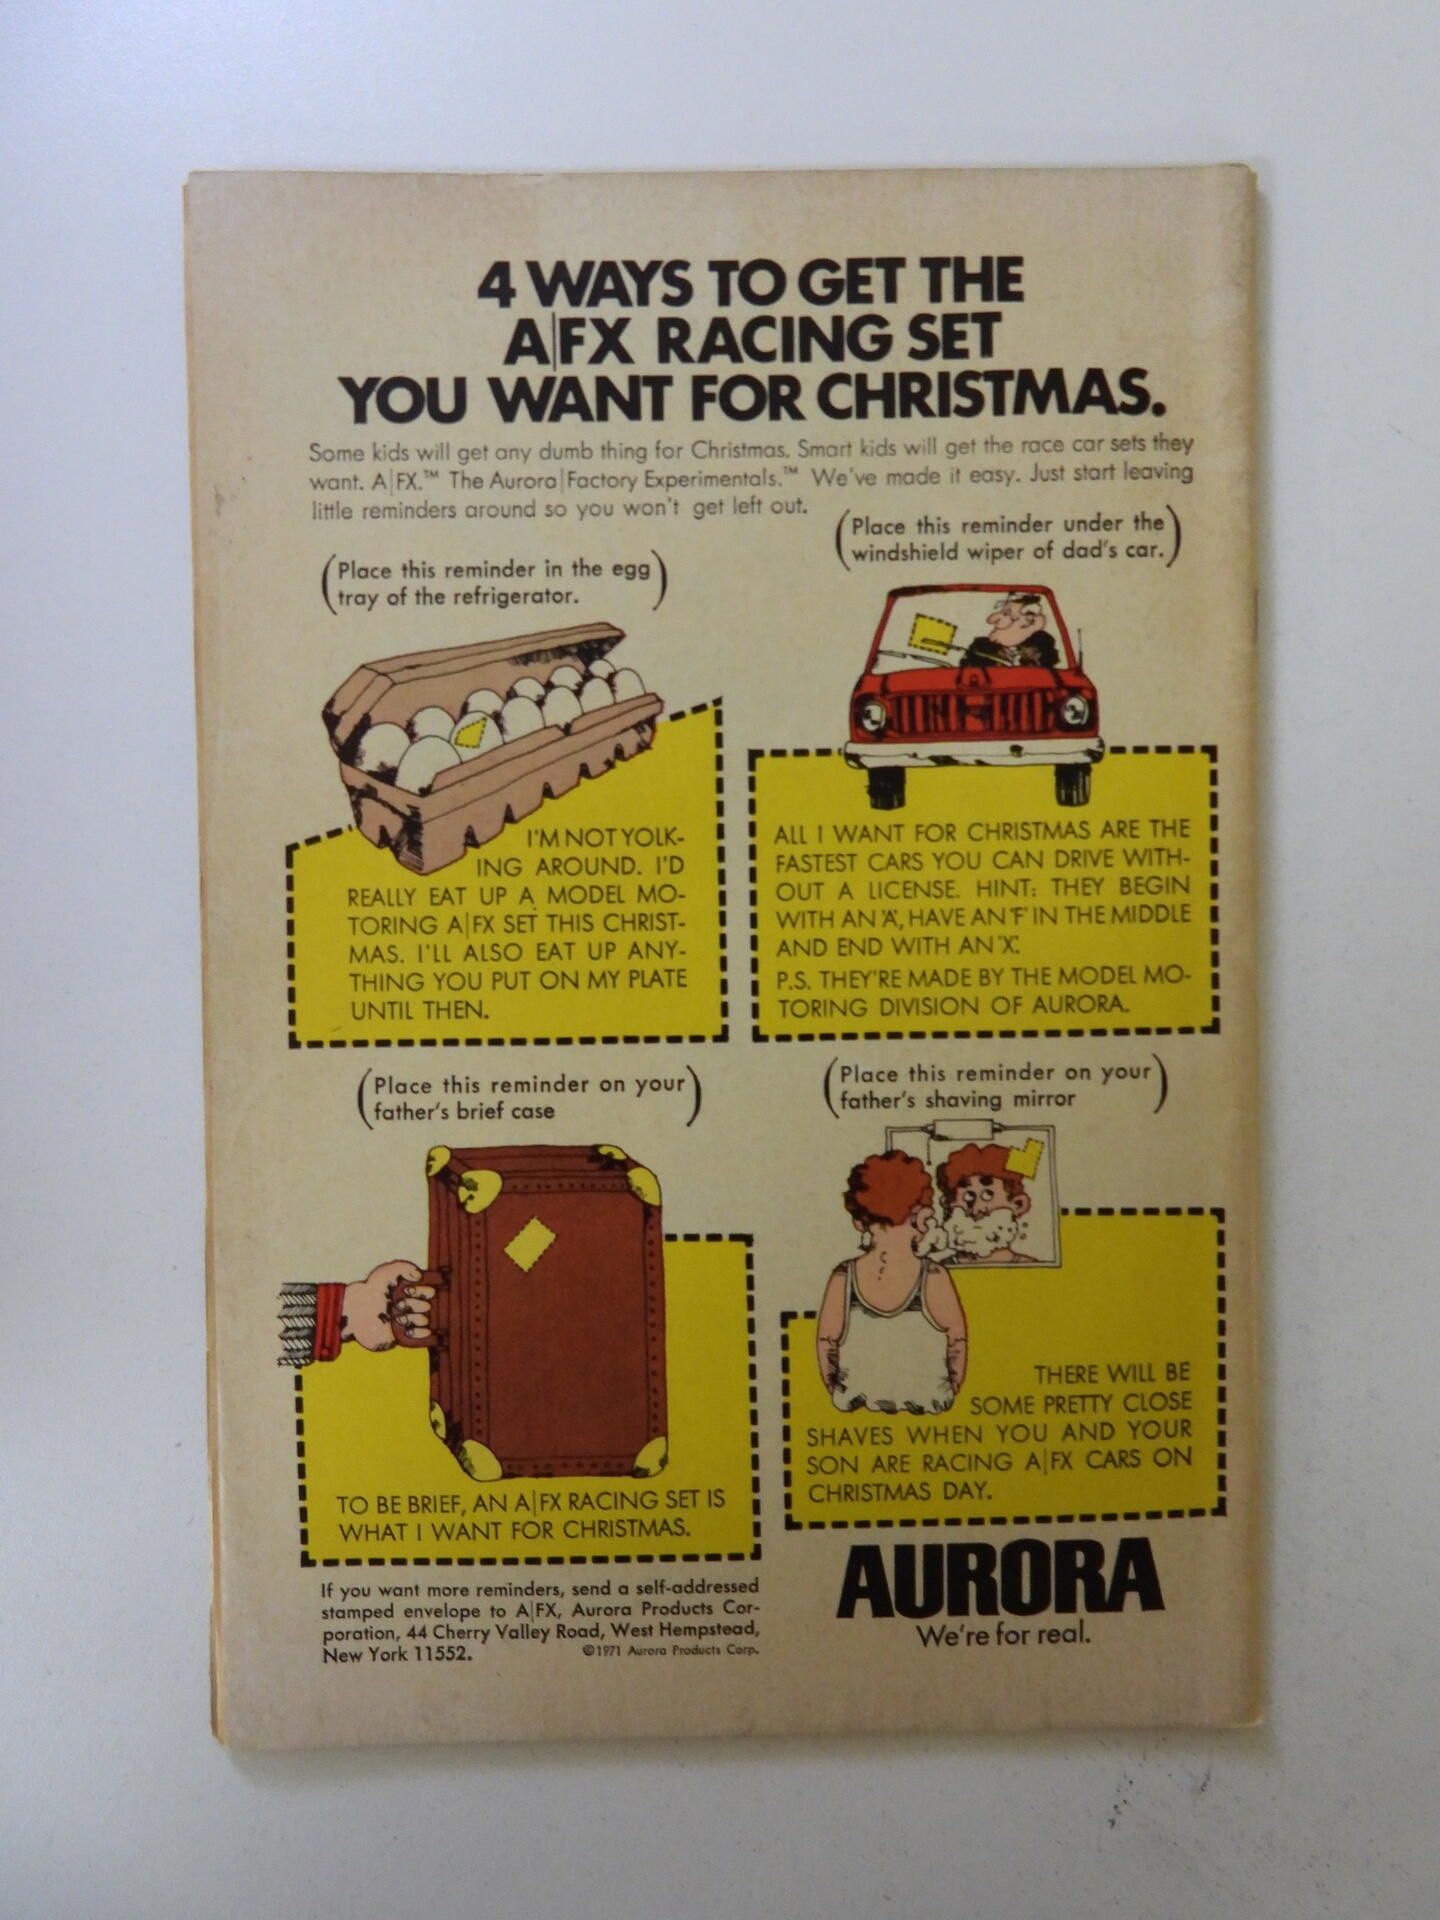 4 WAYS TO GET THE
A|FX RACING SET
YOU WANT FOR CHRISTMAS.
Some kids will get any dumb thing for Christmas. Smart kids will get the race car sets they
want. A|FX.™ The Aurora|Factory Experimentals.™ We've made it easy. Just start leaving
little reminders around so you won't get left out.
(Place this reminder in the egg
tray of the refrigerator.)
I'M NOT YOLK-
ING AROUND. I'D
REALLY EAT UP A MODEL MO-
TORING A|FX SET THIS CHRIST-
MAS. I'LL ALSO EAT UP ANY-
THING YOU PUT ON MY PLATE
UNTIL THEN.
(Place this reminder under the
windshield wiper of dad's car.)
ALL I WANT FOR CHRISTMAS ARE THE
FASTEST CARS YOU CAN DRIVE WITH-
OUT A LICENSE. HINT: THEY BEGIN
WITH AN 'A', HAVE AN 'F' IN THE MIDDLE
AND END WITH AN 'X'.
P.S. THEY'RE MADE BY THE MODEL MO-
TORING DIVISION OF AURORA.
(Place this reminder on your
father's brief case)
TO BE BRIEF, AN A|FX RACING SET IS
WHAT I WANT FOR CHRISTMAS.
(Place this reminder on your
father's shaving mirror)
THERE WILL BE
SOME PRETTY CLOSE
SHAVES WHEN YOU AND YOUR
SON ARE RACING A|FX CARS ON
CHRISTMAS DAY.
If you want more reminders, send a self-addressed
stamped envelope to A|FX, Aurora Products Cor-
poration, 44 Cherry Valley Road, West Hempstead,
New York 11552. ©1971 Aurora Products Corp.
AURORA
We're for real.